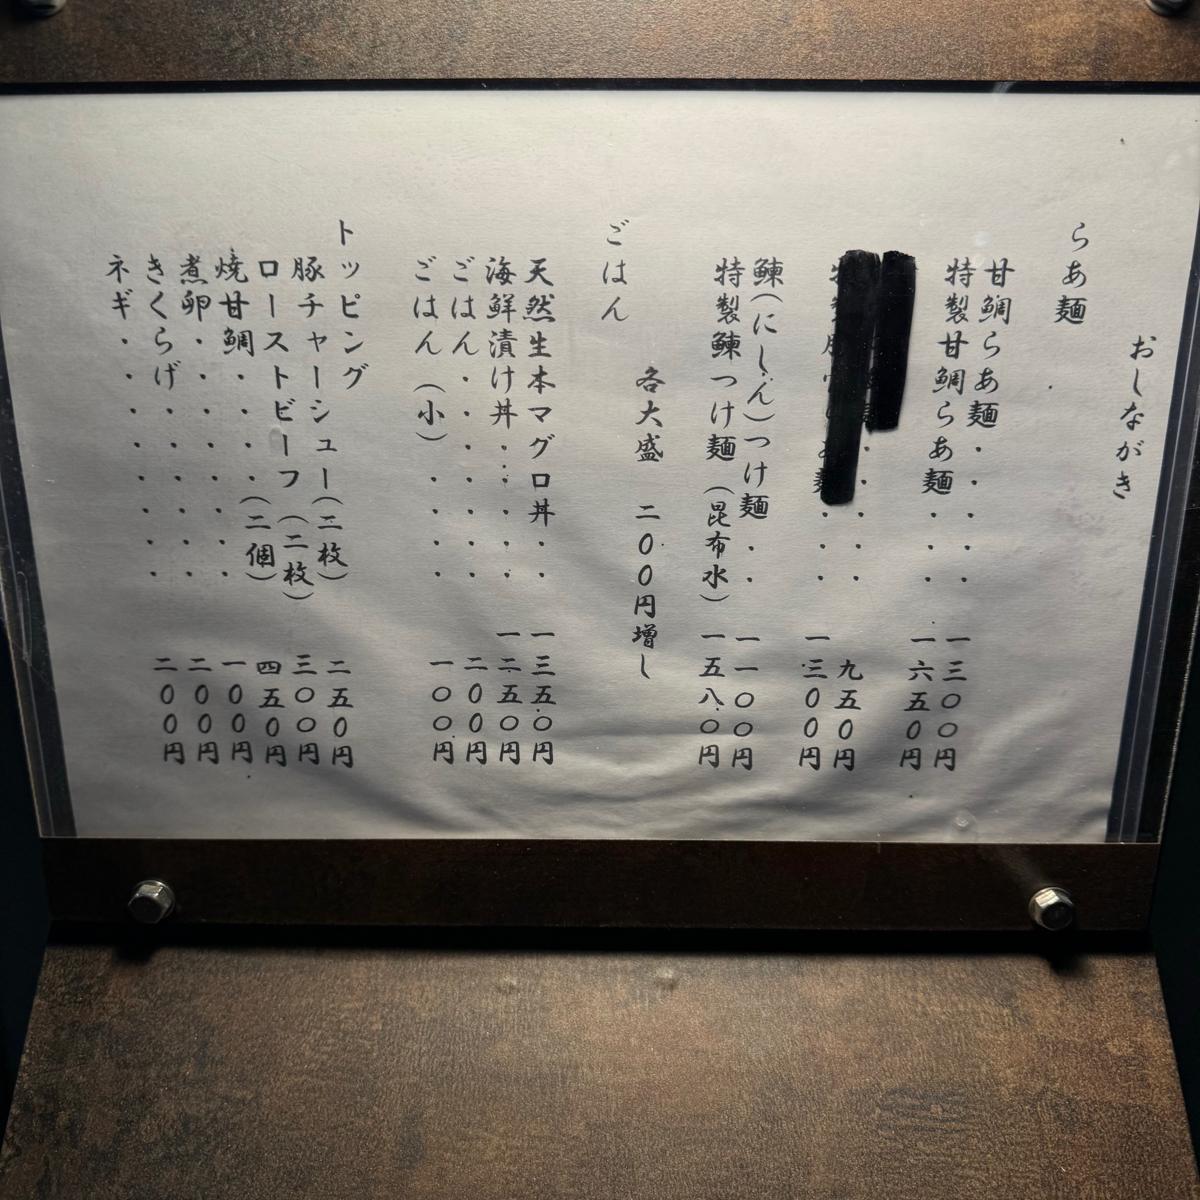 おしながき
らあ麺
甘鯛らあ麺・・・・・一三〇〇円
特製甘鯛らあ麺・・・一六五〇円
・・・・・九五〇円
・・・一三〇〇円
鰊(にしん)つけ麺・・一一〇〇円
特製鰊つけ麺(昆布水)一五八〇円
各大盛 二〇〇円増し
ごはん
天然生本マグロ丼・・一三五〇円
海鮮漬け丼・・・・・一二五〇円
ごはん・・・・・・・二〇〇円
ごはん(小)・・・・一〇〇円
トッピング
豚チャーシュー(二枚)二五〇円
ローストビーフ(二枚)三〇〇円
焼甘鯛・・・・(二個)四五〇円
煮卵・・・・・・・・一〇〇円
きくらげ・・・・・・二〇〇円
ネギ・・・・・・・・二〇〇円